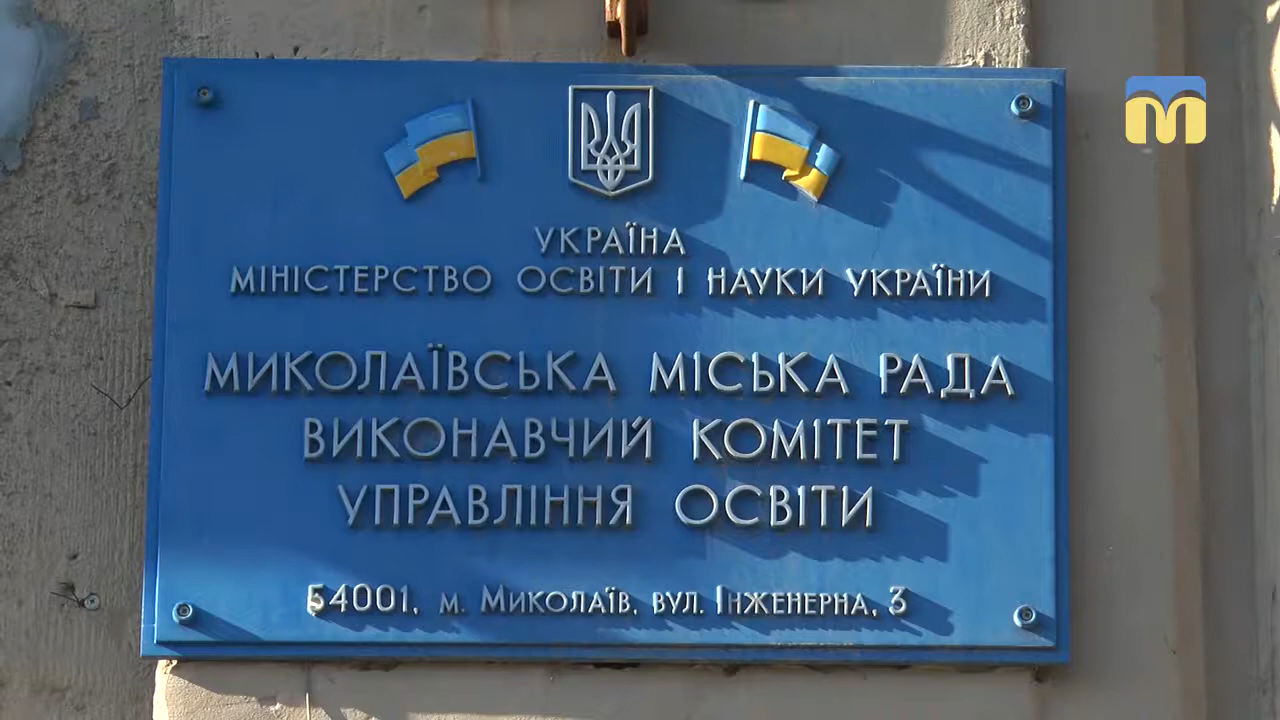 УКРАЇНА
МІНІСТЕРСТВО ОСВІТИ І НАУКИ УКРАЇНИ
МИКОЛАЇВСЬКА МІСЬКА РАДА
ВИКОНАВЧИЙ КОМІТЕТ
УПРАВЛІННЯ ОСВІТИ
54001, м. Миколаїв, вул. Інженерна, 3